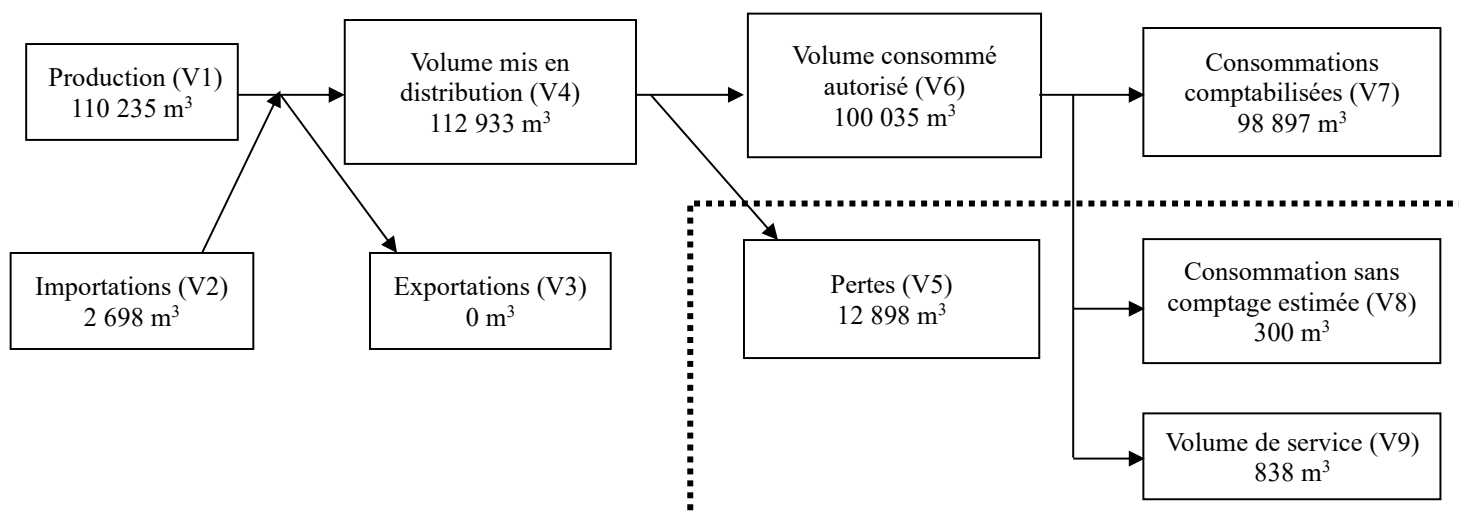 Production (V1)
110 235 m³
Volume mis en
distribution (V4)
112 933 m³
Volume consommé
autorisé (V6)
100 035 m³
Consommations
comptabilisées (V7)
98 897 m³
Importations (V2)
2 698 m³
Exportations (V3)
0 m³
Pertes (V5)
12 898 m³
Consommation sans
comptage estimée (V8)
300 m³
Volume de service (V9)
838 m³